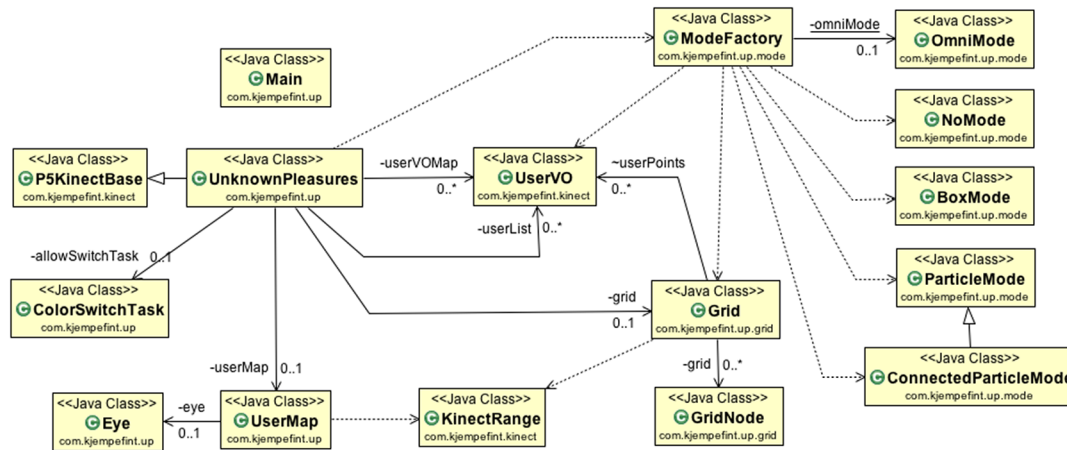 <<Java Class>>
ModeFactory
com.kjempefint.up.mode
-omniMode
0..1
<<Java Class>>
OmniMode
com.kjempefint.up.mode
<<Java Class>>
Main
com.kjempefint.up
<<Java Class>>
NoMode
com.kjempefint.up.mode
<<Java Class>>
P5KinectBase
com.kjempefint.kinect
<<Java Class>>
UnknownPleasures
com.kjempefint.up
-userVOMap
0..*
<<Java Class>>
UserVO
com.kjempefint.kinect
~userPoints
0..*
<<Java Class>>
BoxMode
com.kjempefint.up.mode
-userList
0..*
-allowSwitchTask
0..1
<<Java Class>>
ParticleMode
com.kjempefint.up.mode
<<Java Class>>
ColorSwitchTask
com.kjempefint.up
-grid
0..1
<<Java Class>>
Grid
com.kjempefint.up.grid
-userMap
0..1
-grid
0..*
<<Java Class>>
ConnectedParticleMode
com.kjempefint.up.mode
<<Java Class>>
Eye
com.kjempefint.up
-eye
0..1
<<Java Class>>
UserMap
com.kjempefint.up
<<Java Class>>
KinectRange
com.kjempefint.kinect
<<Java Class>>
GridNode
com.kjempefint.up.grid